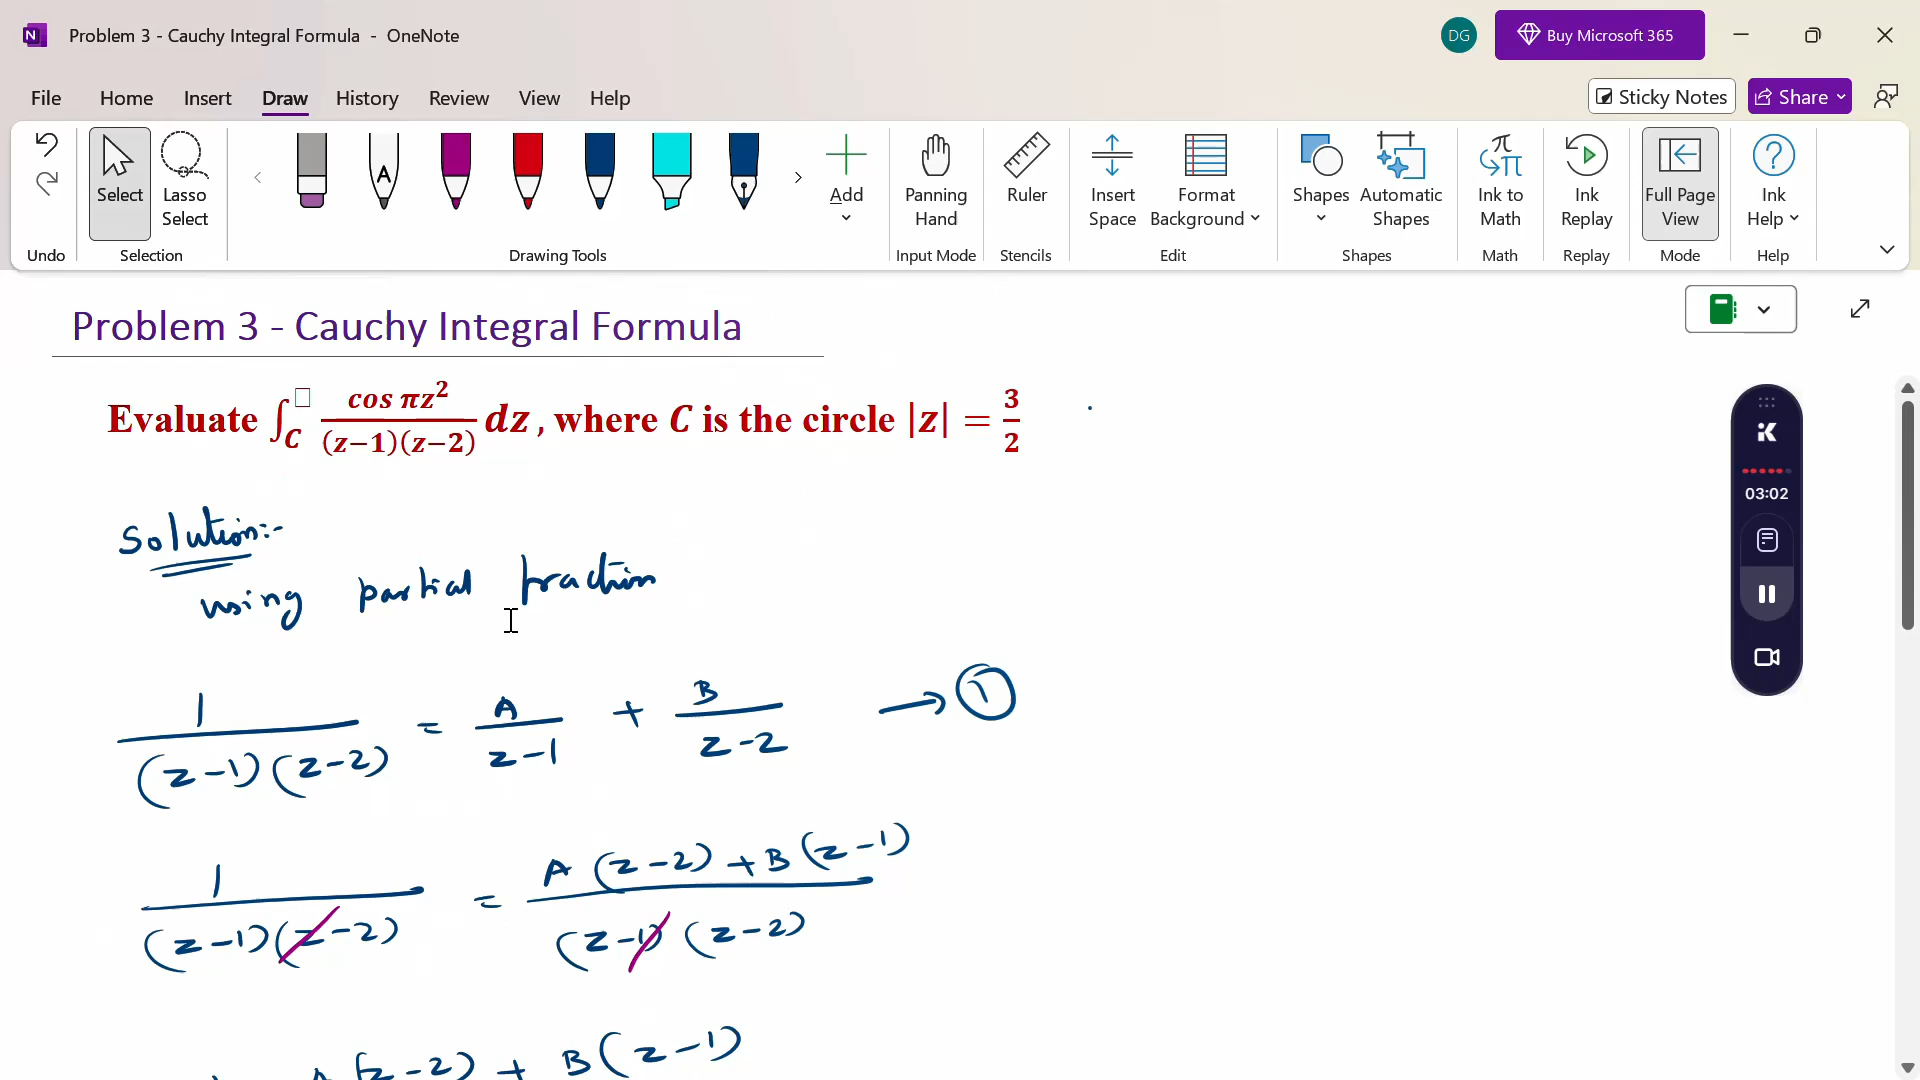 Problem 3 - Cauchy Integral Formula - OneNote
DG
Buy Microsoft 365
File Home Insert Draw History Review View Help
Sticky Notes
Share
Select
Lasso Select
A
Add
Panning Hand
Ruler
Insert Space
Format Background
Shapes
Automatic Shapes
Ink to Math
Ink Replay
Full Page View
Ink Help
Undo Selection Drawing Tools Input Mode Stencils Edit Shapes Math Replay Mode Help
Problem 3 - Cauchy Integral Formula
Evaluate ∫_C^□ (cos πz²)/((z−1)(z−2)) dz, where C is the circle |z| = 3/2
03:02
Solution:-
using partial fraction
1/((z-1)(z-2)) = A/(z-1) + B/(z-2) → ①
1/((z-1)(z-2)) = (A(z-2)+B(z-1))/((z-1)(z-2))
A(z-2) + B(z-1)